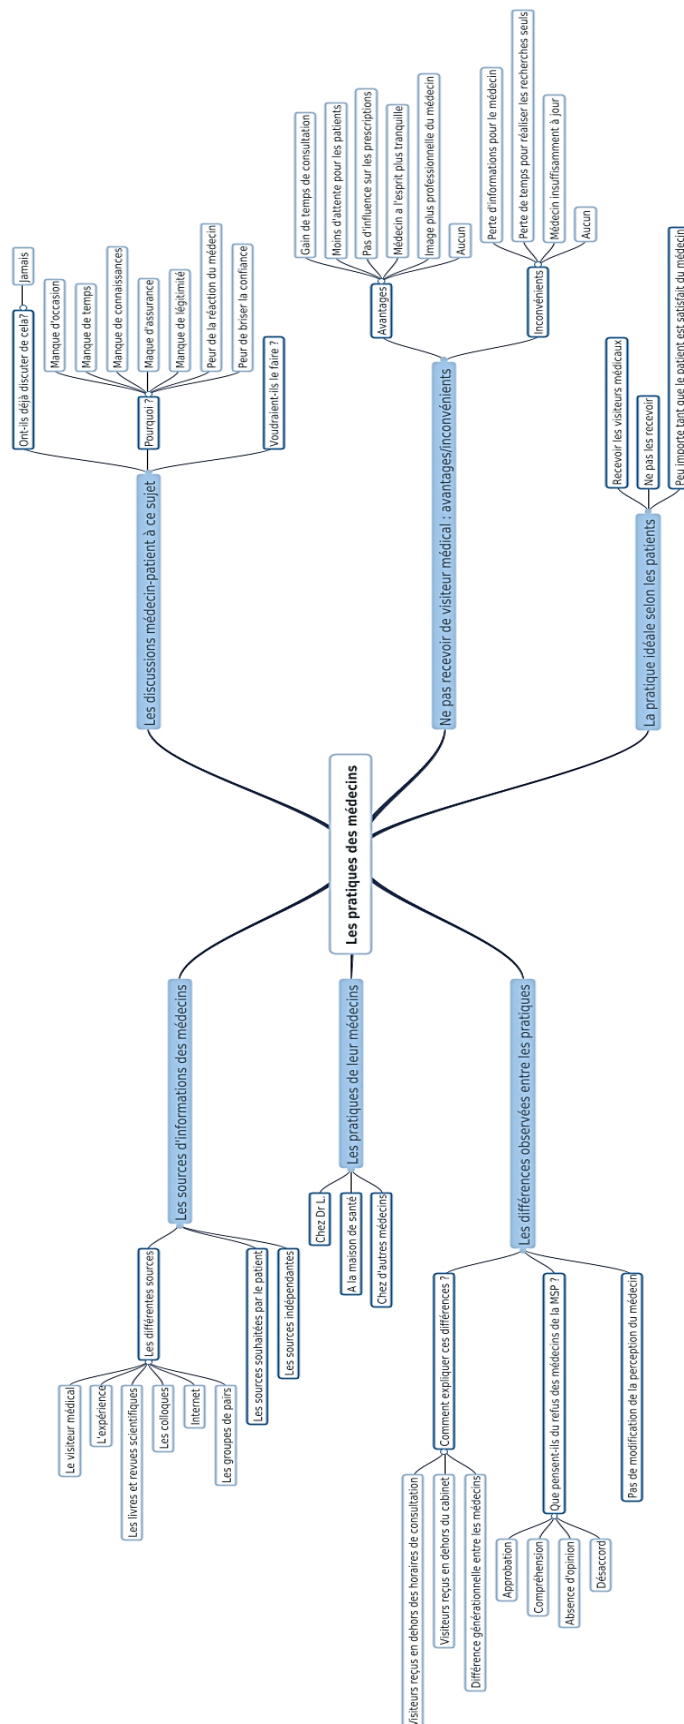 Les pratiques des médecins
Les sources d'informations des médecins
Les différentes sources
Le visiteur médical
L'expérience
Les livres et revues scientifiques
Les colloques
Internet
Les groupes de pairs
Les sources souhaitées par le patient
Les sources indépendantes
Les pratiques de leur médecins
Chez Dr L.
A la maison de santé
Chez d'autres médecins
Les différences observées entre les pratiques
Comment expliquer ces différences ?
Visiteurs reçus en dehors des horaires de consultation
Visiteurs reçus en dehors du cabinet
Différence générationnelle entre les médecins
Que pensent-ils du refus des médecins de la MSP ?
Approbation
Compréhension
Absence d'opinion
Désaccord
Pas de modification de la perception du médecin
Les discussions médecin-patient à ce sujet
Ont-ils déjà discuter de cela?
Jamais
Pourquoi ?
Manque d'occasion
Manque de temps
Manque de connaissances
Maque d'assurance
Manque de légitimité
Peur de la réaction du médecin
Peur de briser la confiance
Voudraient-ils le faire ?
Ne pas recevoir de visiteur médical : avantages/inconvénients
Avantages
Gain de temps de consultation
Moins d'attente pour les patients
Pas d'influence sur les prescriptions
Médecin a l'esprit plus tranquille
Image plus professionnelle du médecin
Aucun
Inconvénients
Perte d'informations pour le médecin
Perte de temps pour réaliser les recherches seuls
Médecin insuffisamment à jour
Aucun
La pratique idéale selon les patients
Recevoir les visiteurs médicaux
Ne pas les recevoir
Peu importe tant que le patient est satisfait du médecin